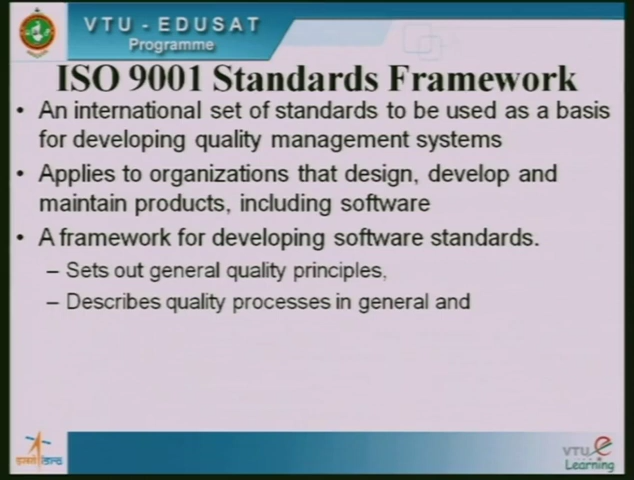 VTU - EDUSAT
Programme
ISO 9001 Standards Framework
• An international set of standards to be used as a basis
for developing quality management systems
• Applies to organizations that design, develop and
maintain products, including software
• A framework for developing software standards.
– Sets out general quality principles,
– Describes quality processes in general and
VTU e
Learning